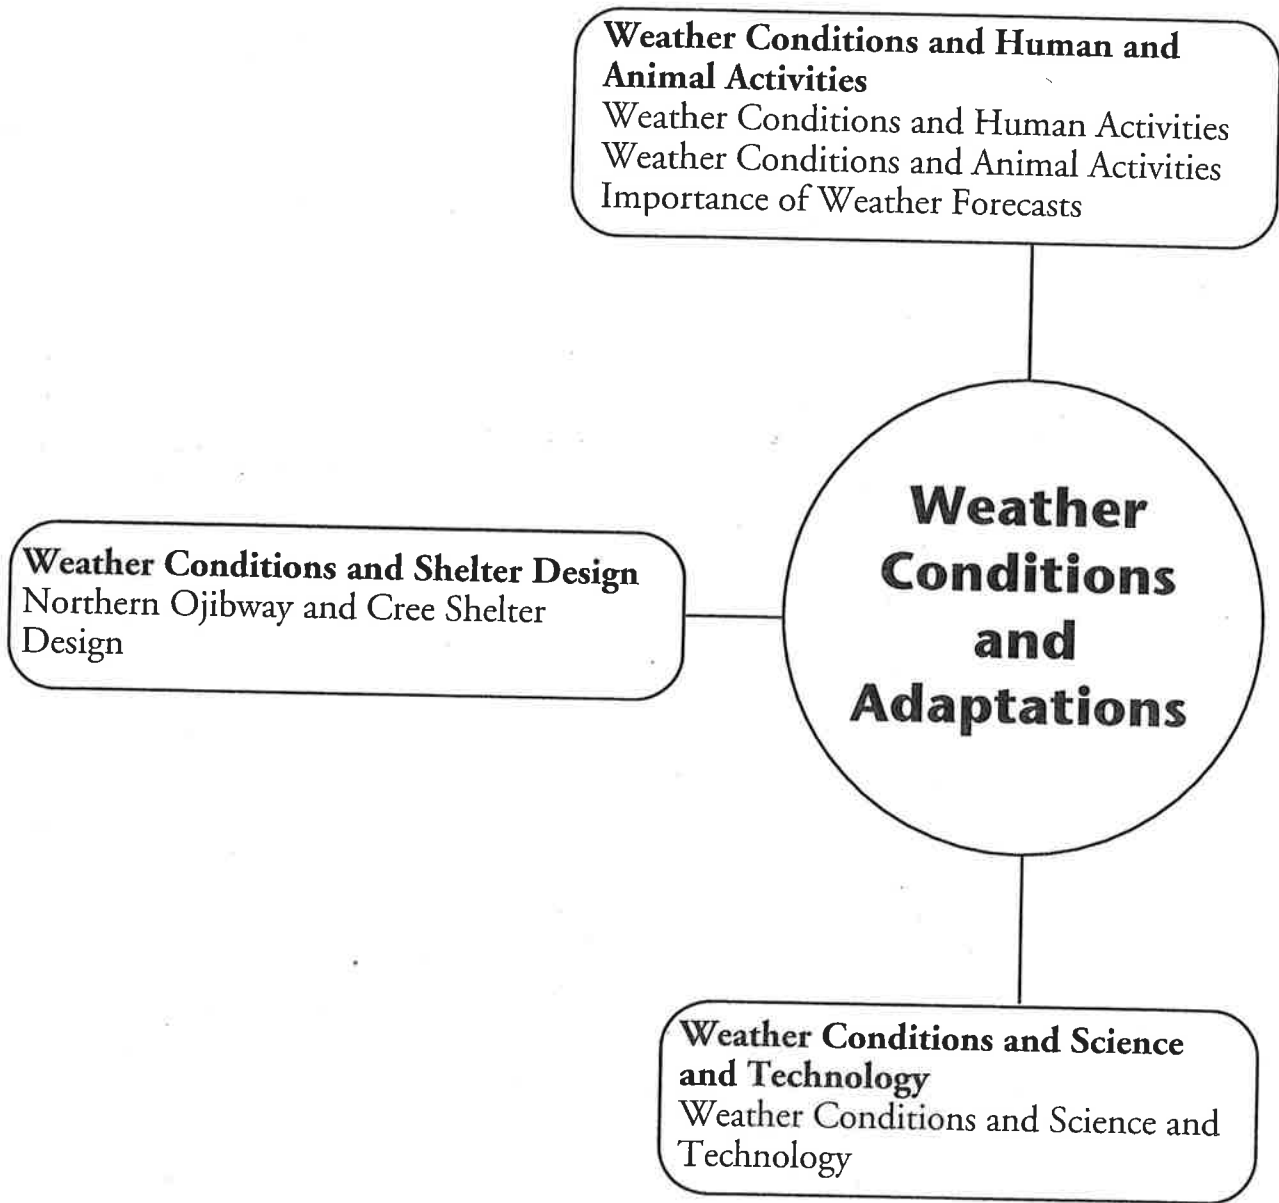 Weather Conditions and Human and
Animal Activities
Weather Conditions and Human Activities
Weather Conditions and Animal Activities
Importance of Weather Forecasts
Weather
Conditions
and
Adaptations
Weather Conditions and Shelter Design
Northern Ojibway and Cree Shelter
Design
Weather Conditions and Science
and Technology
Weather Conditions and Science and
Technology